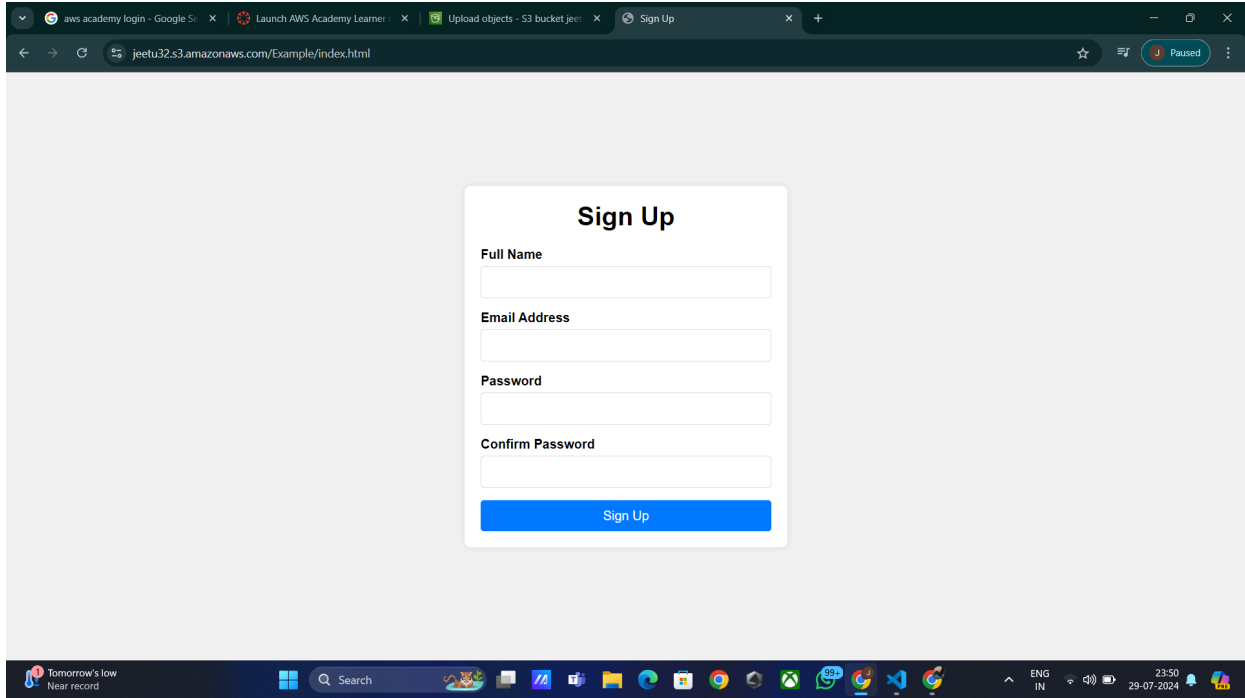 aws academy login - Google Se
Launch AWS Academy Learner
Upload objects - S3 bucket jeet
Sign Up
jeetu32.s3.amazonaws.com/Example/index.html
J
Paused
Sign Up
Full Name
Email Address
Password
Confirm Password
Sign Up
1
Tomorrow's low
Near record
Search
99+
ENG
IN
23:50
29-07-2024